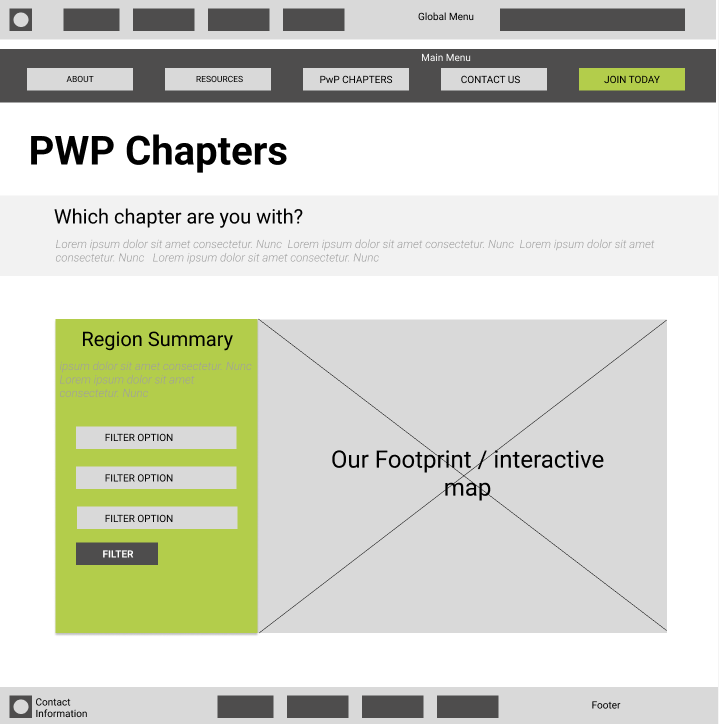 Global Menu
Main Menu
ABOUT
RESOURCES
PwP CHAPTERS
CONTACT US
JOIN TODAY
PWP Chapters
Which chapter are you with?
Lorem ipsum dolor sit amet consectetur. Nunc  Lorem ipsum dolor sit amet consectetur. Nunc  Lorem ipsum dolor sit amet
consectetur. Nunc   Lorem ipsum dolor sit amet consectetur. Nunc
Region Summary
ipsum dolor sit amet consectetur. Nunc
Lorem ipsum dolor sit amet
consectetur. Nunc
FILTER OPTION
FILTER OPTION
FILTER OPTION
FILTER
Our Footprint / interactive
map
Contact
Information
Footer